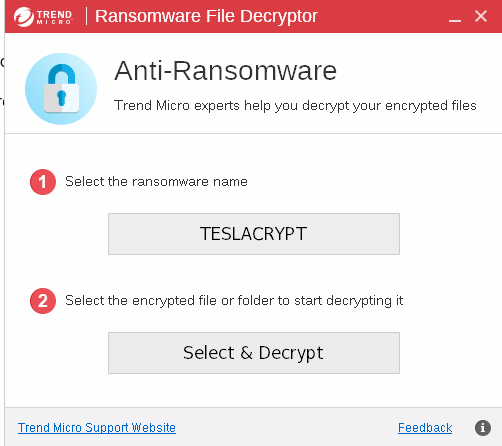 TREND MICRO | Ransomware File Decryptor
Anti-Ransomware
Trend Micro experts help you decrypt your encrypted files
1 Select the ransomware name
TESLACRYPT
2 Select the encrypted file or folder to start decrypting it
Select & Decrypt
Trend Micro Support Website Feedback i